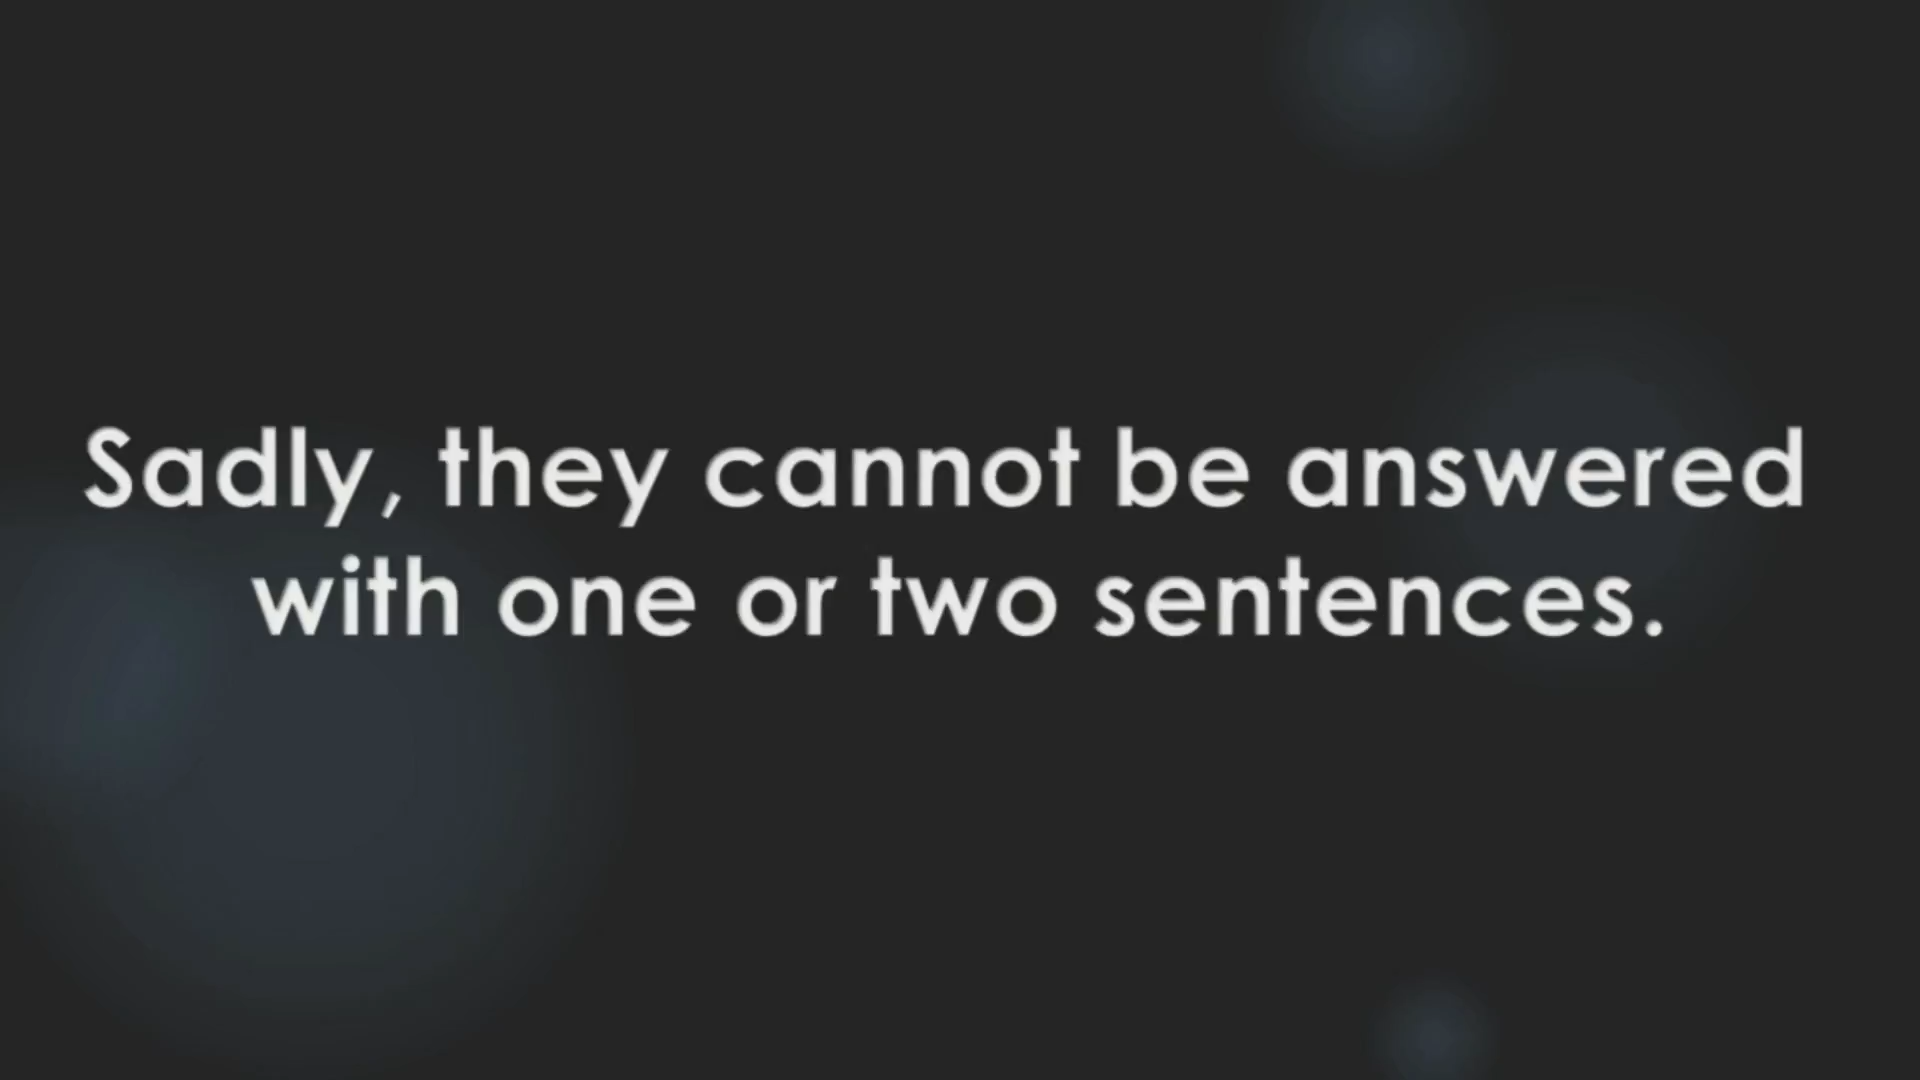 Sadly, they cannot be answered
with one or two sentences.